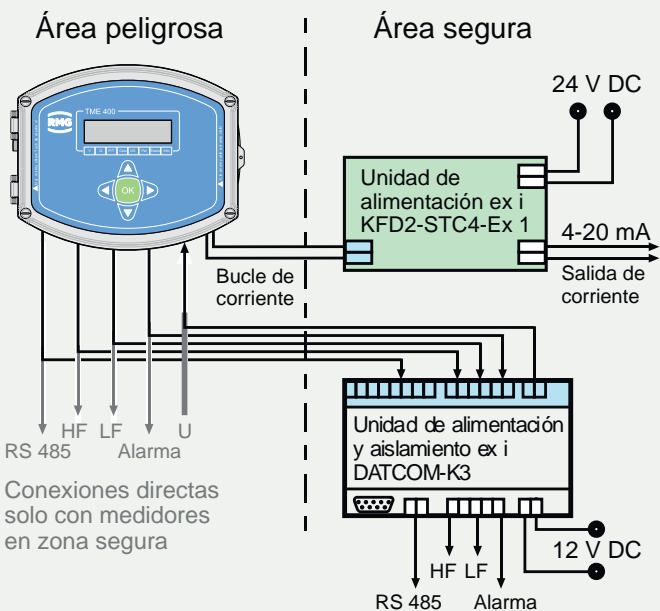 Área peligrosa
Área segura
24 V DC
RMG
TME 400
OK
Unidad de
alimentación ex i
KFD2-STC4-Ex 1
4-20 mA
Salida de
corriente
Bucle de
corriente
RS 485
HF
LF
Alarma
U
Conexiones directas
solo con medidores
en zona segura
Unidad de alimentación
y aislamiento ex i
DATCOM-K3
12 V DC
HF
LF
RS 485
Alarma